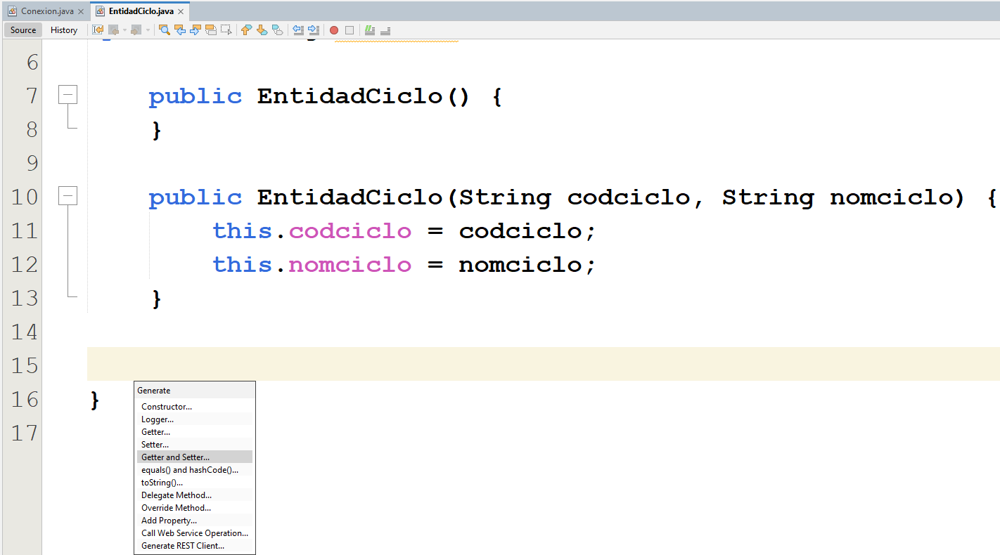 Conexion.java
EntidadCiclo.java
Source History
6
7 public EntidadCiclo() {
8 }
9
10 public EntidadCiclo(String codciclo, String nomciclo) {
11 this.codciclo = codciclo;
12 this.nomciclo = nomciclo;
13 }
14
15
16 }
17
Generate
Constructor...
Logger...
Getter...
Setter...
Getter and Setter...
equals() and hashCode()...
toString()...
Delegate Method...
Override Method...
Add Property...
Call Web Service Operation...
Generate REST Client...